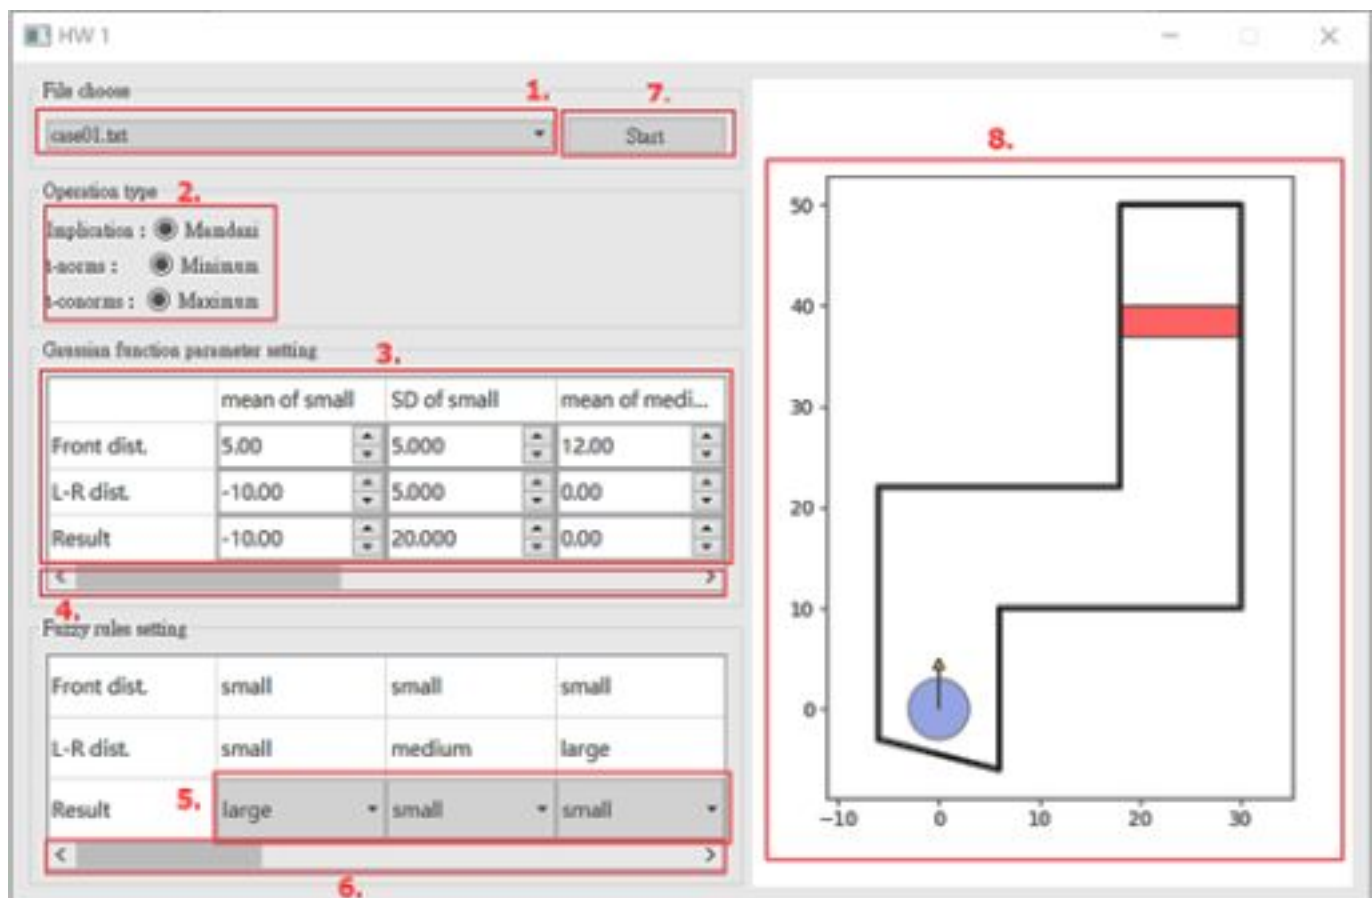 HW 1
File choose
1.
7.
case01.txt
Start
8.
Operation type
2.
Implication : Mamdani
t-norms : Minimum
t-conorms : Maximum
Gaussian function parameter setting
3.
mean of small SD of small mean of medi...
Front dist. 5.00 5.000 12.00
L-R dist. -10.00 5.000 0.00
Result -10.00 20.000 0.00
4.
Fuzzy rules setting
Front dist. small small small
L-R dist. small medium large
Result 5. large small small
6.
50
40
30
20
10
0
−10 0 10 20 30